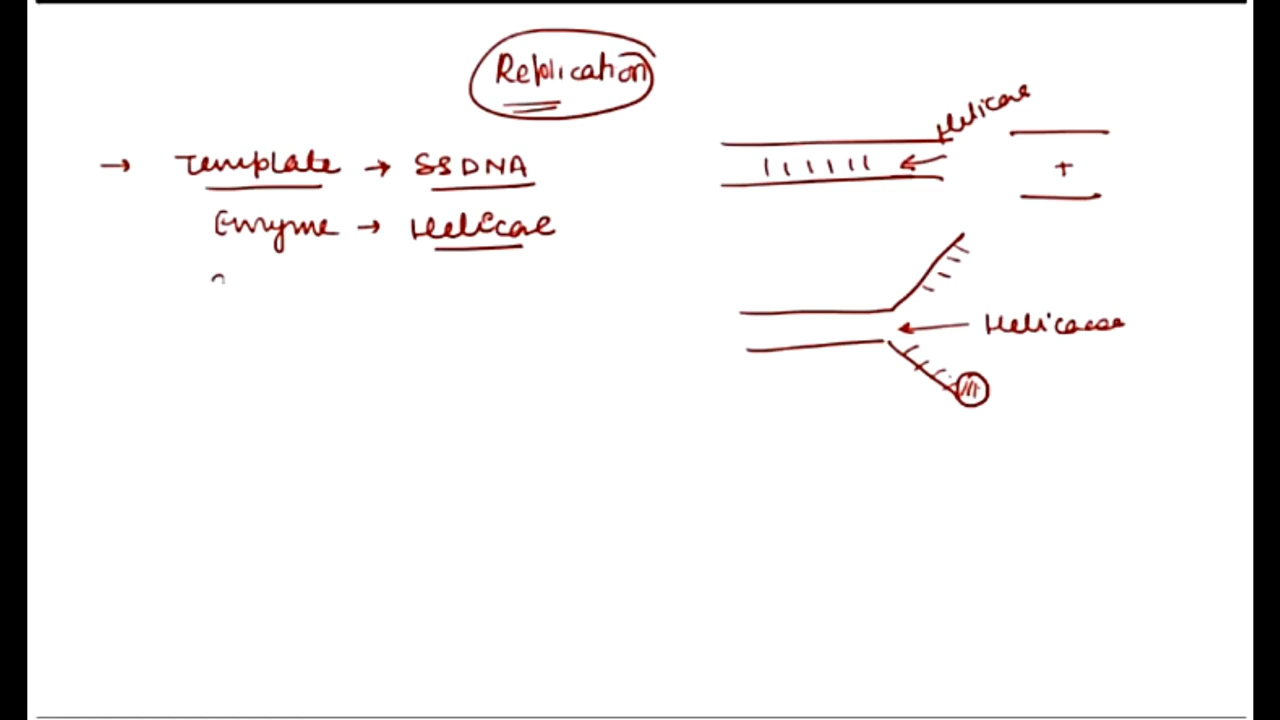 Replication
→ Template → SSDNA
Enzyme → Helicase
Helicase
+
Helicase